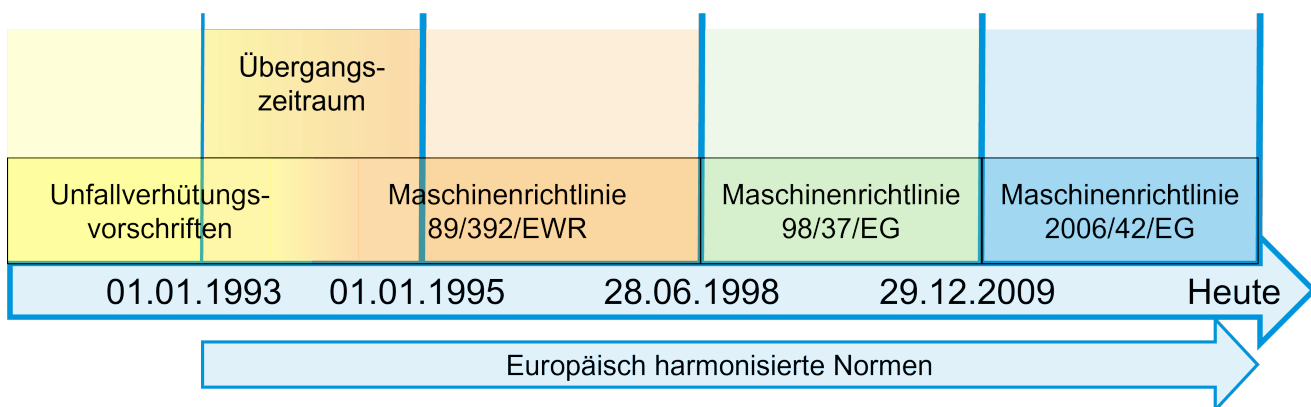 Übergangs-
zeitraum
Unfallverhütungs-
vorschriften
Maschinenrichtlinie
89/392/EWR
Maschinenrichtlinie
98/37/EG
Maschinenrichtlinie
2006/42/EG
01.01.1993
01.01.1995
28.06.1998
29.12.2009
Heute
Europäisch harmonisierte Normen